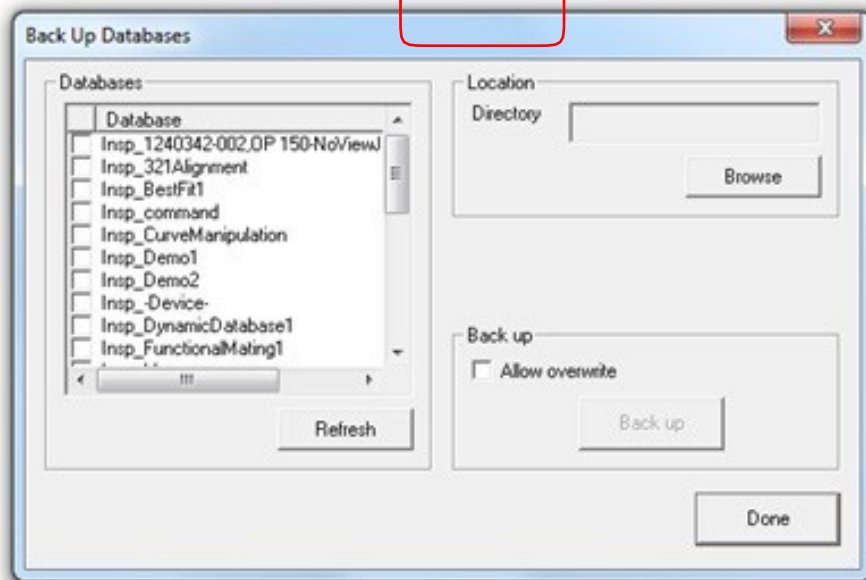 Back Up Databases
Databases
Database
Insp_1240342-002,OP 150-NoViewJ
Insp_321Alignment
Insp_BestFit1
Insp_command
Insp_CurveManipulation
Insp_Demo1
Insp_Demo2
Insp_-Device-
Insp_DynamicDatabase1
Insp_FunctionalMating1
Refresh
Location
Directory
Browse
Back up
Allow overwrite
Back up
Done